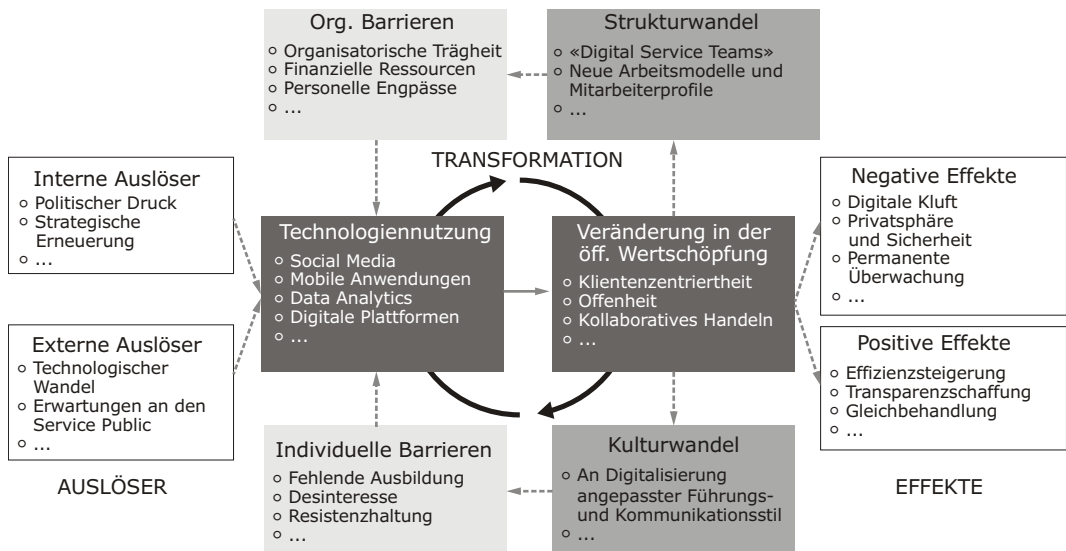 Org. Barrieren
Organisatorische Trägheit
Finanzielle Ressourcen
Personelle Engpässe
...
Strukturwandel
«Digital Service Teams»
Neue Arbeitsmodelle und
Mitarbeiterprofile
...
TRANSFORMATION
Interne Auslöser
Politischer Druck
Strategische
Erneuerung
...
Externe Auslöser
Technologischer
Wandel
Erwartungen an den
Service Public
...
AUSLÖSER
Technologiennutzung
Social Media
Mobile Anwendungen
Data Analytics
Digitale Plattformen
...
Veränderung in der
öff. Wertschöpfung
Klientenzentriertheit
Offenheit
Kollaboratives Handeln
...
Negative Effekte
Digitale Kluft
Privatsphäre
und Sicherheit
Permanente
Überwachung
...
Positive Effekte
Effizienzsteigerung
Transparenzschaffung
Gleichbehandlung
...
EFFEKTE
Individuelle Barrieren
Fehlende Ausbildung
Desinteresse
Resistenzhaltung
...
Kulturwandel
An Digitalisierung
angepasster Führungs-
und Kommunikationsstil
...